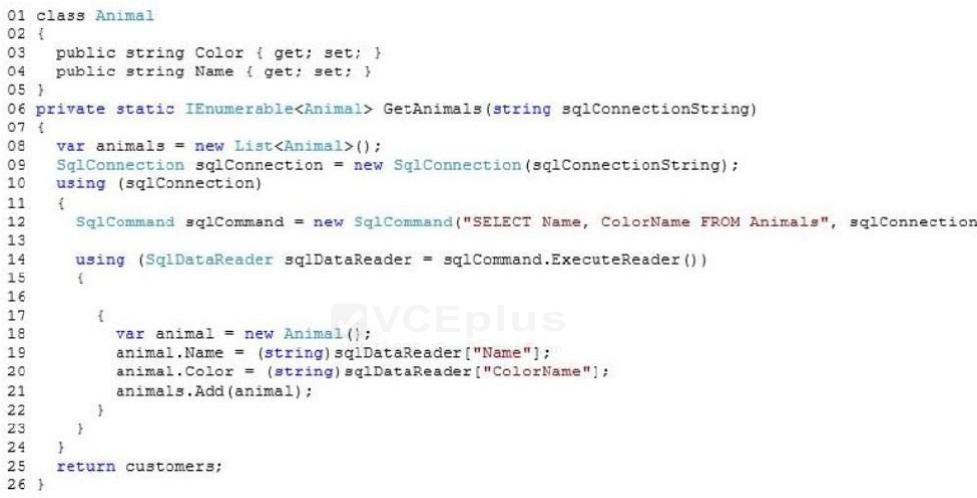 01 class Animal
02 {
03 public string Color { get; set; }
04 public string Name { get; set; }
05 }
06 private static IEnumerable<Animal> GetAnimals(string sqlConnectionString)
07 {
08 var animals = new List<Animal>();
09 SqlConnection sqlConnection = new SqlConnection(sqlConnectionString);
10 using (sqlConnection)
11 {
12 SqlCommand sqlCommand = new SqlCommand("SELECT Name, ColorName FROM Animals", sqlConnection
13
14 using (SqlDataReader sqlDataReader = sqlCommand.ExecuteReader())
15 {
16
17 {
VCEplus
18 var animal = new Animal();
19 animal.Name = (string)sqlDataReader["Name"];
20 animal.Color = (string)sqlDataReader["ColorName"];
21 animals.Add(animal);
22 }
23 }
24 }
25 return customers;
26 }